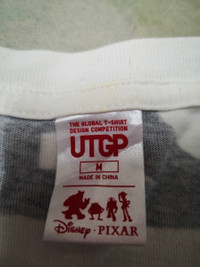 THE GLOBAL T-SHIRT
DESIGN COMPETITION
UTGP
M
MADE IN CHINA
Disney · PIXAR